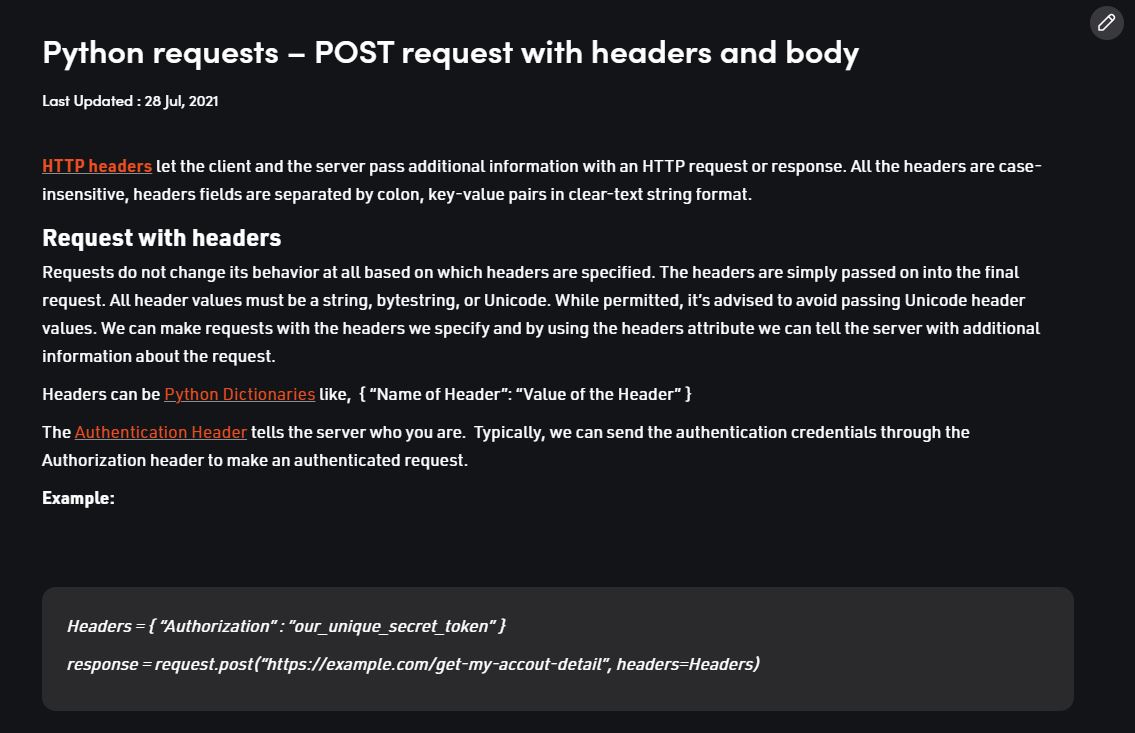 Python requests – POST request with headers and body
Last Updated : 28 Jul, 2021
HTTP headers let the client and the server pass additional information with an HTTP request or response. All the headers are case-
insensitive, headers fields are separated by colon, key-value pairs in clear-text string format.
Request with headers
Requests do not change its behavior at all based on which headers are specified. The headers are simply passed on into the final
request. All header values must be a string, bytestring, or Unicode. While permitted, it’s advised to avoid passing Unicode header
values. We can make requests with the headers we specify and by using the headers attribute we can tell the server with additional
information about the request.
Headers can be Python Dictionaries like,  { “Name of Header”: “Value of the Header” }
The Authentication Header tells the server who you are.  Typically, we can send the authentication credentials through the
Authorization header to make an authenticated request.
Example:
Headers = { “Authorization” : ”our_unique_secret_token” }
response = request.post(“https://example.com/get-my-accout-detail”, headers=Headers)